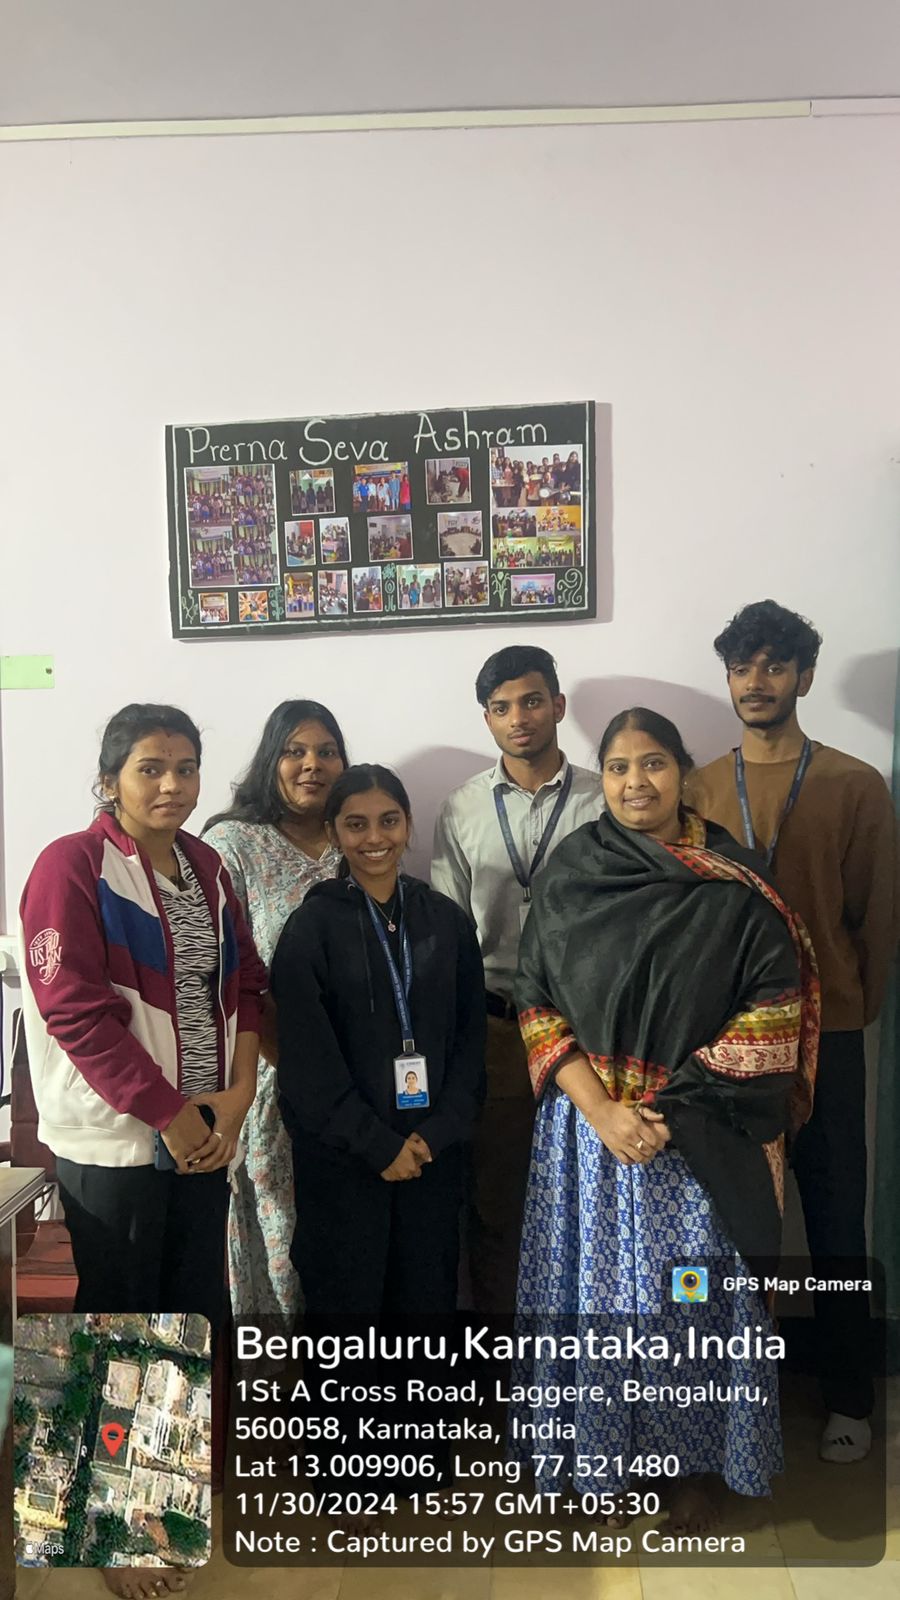 Prerna Seva Ashram
GPS Map Camera
Bengaluru,Karnataka,India
1St A Cross Road, Laggere, Bengaluru,
560058, Karnataka, India
Lat 13.009906, Long 77.521480
11/30/2024 15:57 GMT+05:30
Note : Captured by GPS Map Camera
Maps